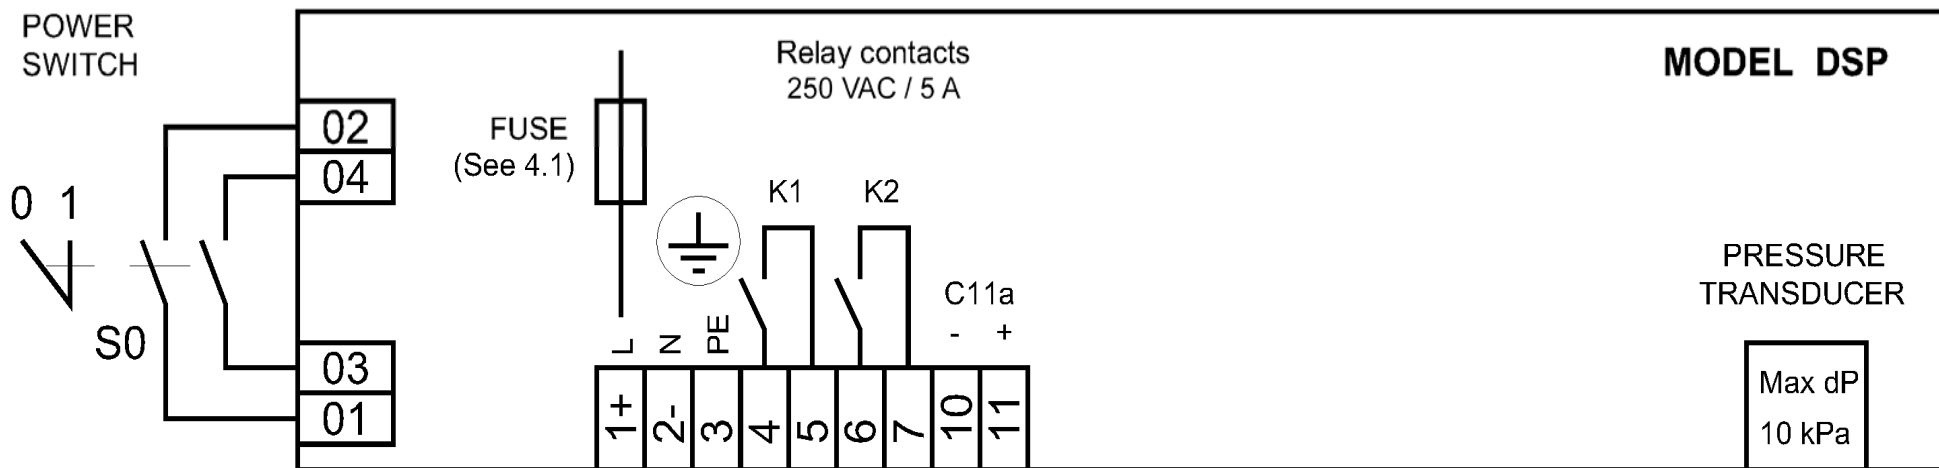 POWER
SWITCH
Relay contacts
250 VAC / 5 A
MODEL DSP
02
04
FUSE
(See 4.1)
K1
K2
0 1
S0
C11a
- +
L
N
PE
PRESSURE
TRANSDUCER
03
01
1+
2-
3
4
5
6
7
10
11
Max dP
10 kPa